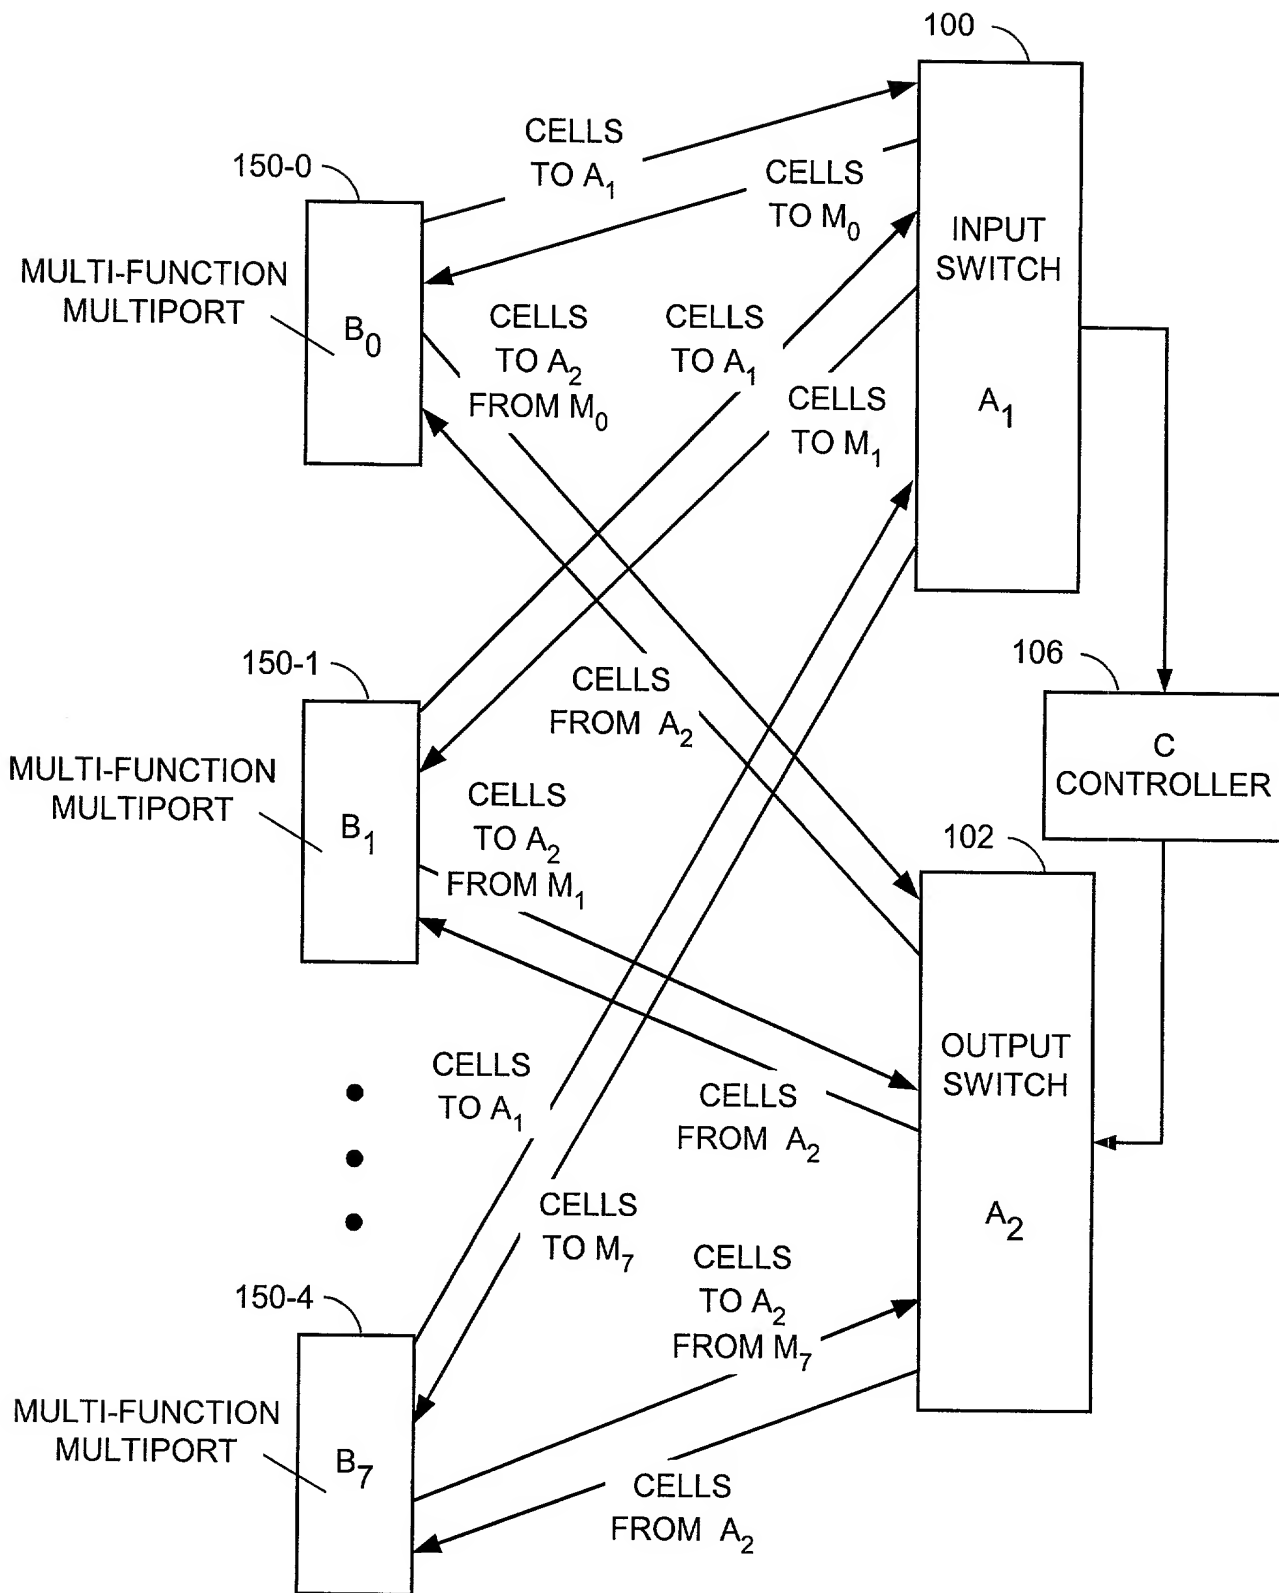 100
CELLS
TO A₁
150-0
CELLS
TO M₀
INPUT
SWITCH
A₁
MULTI-FUNCTION
MULTIPORT
B₀
CELLS
TO A₂
FROM M₀
CELLS
TO A₁
CELLS
TO M₁
150-1
CELLS
FROM A₂
106
C
CONTROLLER
MULTI-FUNCTION
MULTIPORT
B₁
CELLS
TO A₂
FROM M₁
102
OUTPUT
SWITCH
A₂
CELLS
TO A₁
CELLS
FROM A₂
CELLS
TO M₇
CELLS
TO A₂
FROM M₇
150-4
MULTI-FUNCTION
MULTIPORT
B₇
CELLS
FROM A₂